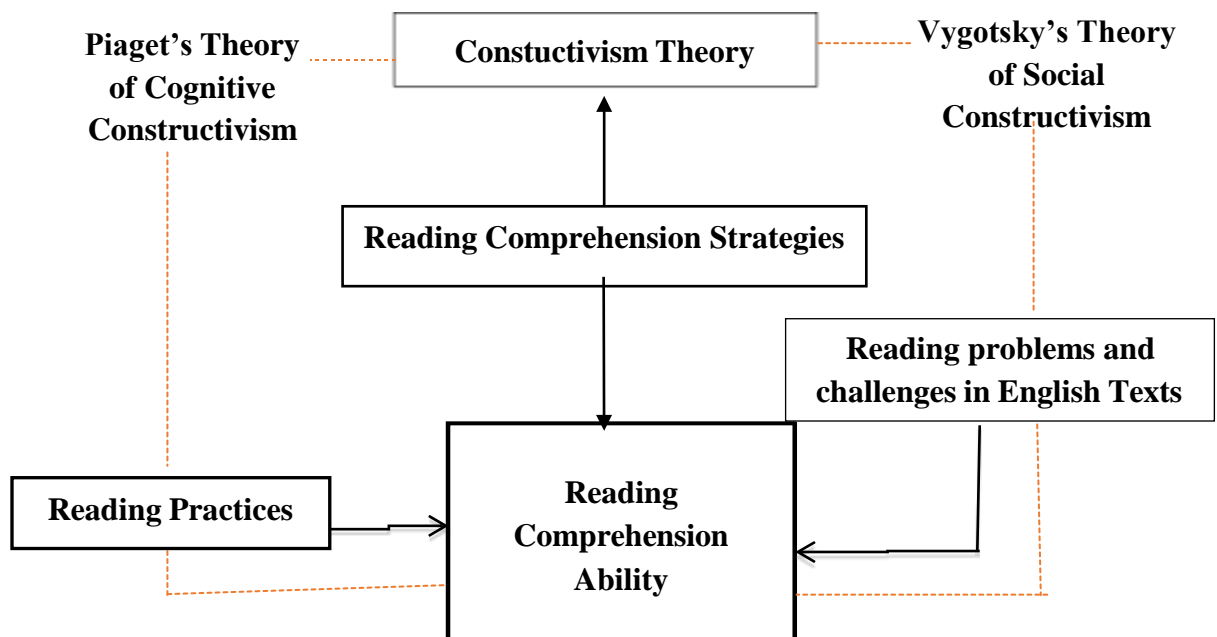 Piaget’s Theory
of Cognitive
Constructivism
Constuctivism Theory
Vygotsky’s Theory
of Social
Constructivism
Reading Comprehension Strategies
Reading problems and
challenges in English Texts
Reading Practices
Reading
Comprehension
Ability